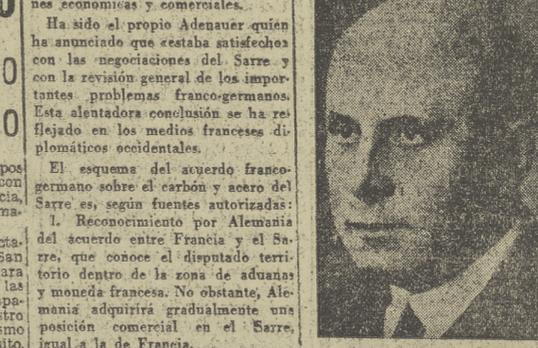 nes económicas y comerciales.
Ha sido el propio Adenauer quien
ha anunciado que «estaba satisfecho»
con las negociaciones del Sarre y
con la revisión general de los impor-
tantes problemas franco-germanos.
Esta alentadora conclusión se ha re-
flejado en los medios franceses di-
plomáticos occidentales.
El esquema del acuerdo franco-
germano sobre el carbón y acero del
Sarre es, según fuentes autorizadas:
1. Reconocimiento por Alemania
del acuerdo entre Francia y el Sa-
rre, que conoce el disputado terri-
torio dentro de la zona de aduanas
y moneda francesa. No obstante, Ale-
mania adquirirá gradualmente una
posición comercial en el Sarre,
igual a la de Francia.